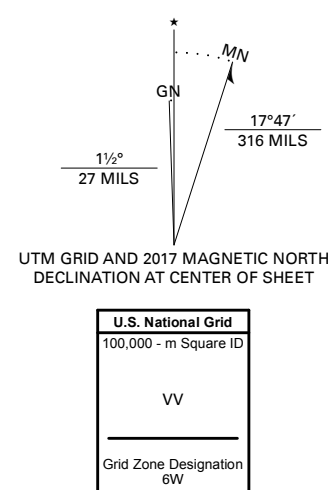 ★
MN
GN
17°47´
316 MILS
1½°
27 MILS
UTM GRID AND 2017 MAGNETIC NORTH
DECLINATION AT CENTER OF SHEET
U.S. National Grid
100,000 - m Square ID
VV
Grid Zone Designation
6W